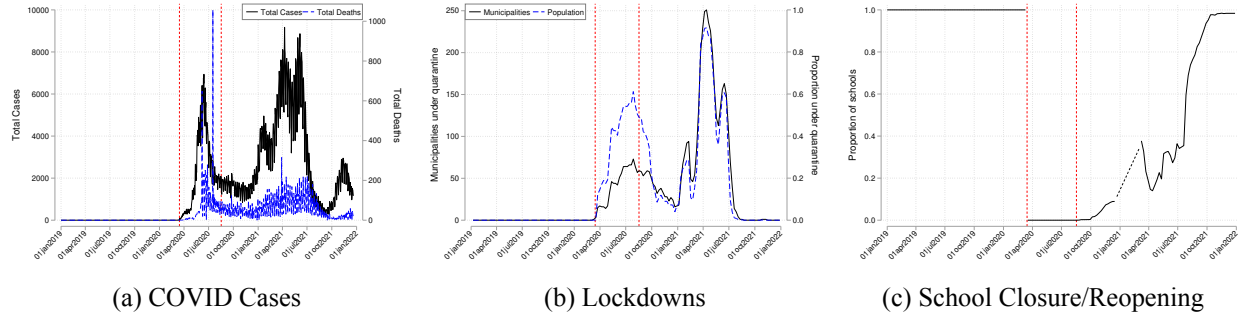 Total Cases Total Deaths
10000
8000
6000
4000
2000
0
Total Cases
1000
800
600
400
200
0
Total Deaths
01jan2019
01apr2019
01jul2019
01oct2019
01jan2020
01apr2020
01jul2020
01oct2020
01jan2021
01apr2021
01jul2021
01oct2021
01jan2022
(a) COVID Cases
Municipalities Population
250
200
150
100
50
0
Municipalities under quarantine
1.0
0.8
0.6
0.4
0.2
0.0
Proportion under quarantine
01jan2019
01apr2019
01jul2019
01oct2019
01jan2020
01apr2020
01jul2020
01oct2020
01jan2021
01apr2021
01jul2021
01oct2021
01jan2022
(b) Lockdowns
1.0
0.8
0.6
0.4
0.2
0.0
Proportion of schools
01jan2019
01apr2019
01jul2019
01oct2019
01jan2020
01apr2020
01jul2020
01oct2020
01jan2021
01apr2021
01jul2021
01oct2021
01jan2022
(c) School Closure/Reopening